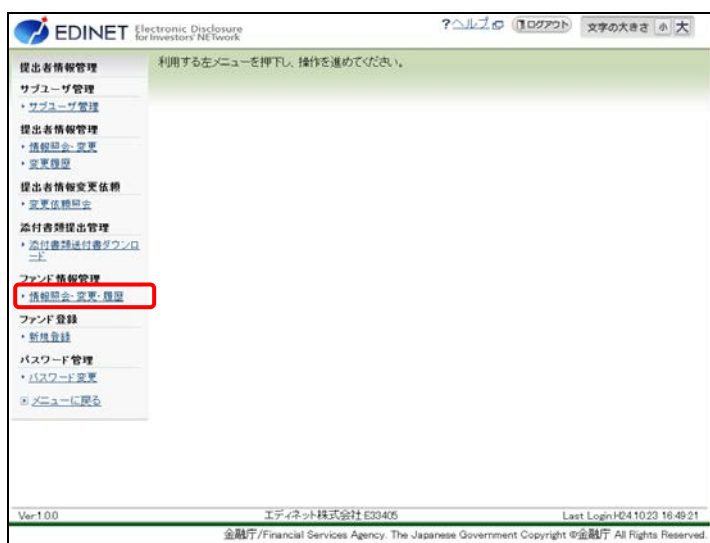 EDINET Electronic Disclosure for Investors' NETwork
?ヘルプ ログアウト 文字の大きさ 小 大
提出者情報管理
利用する左メニューを押下し、操作を進めてください。
サブユーザ管理
サブユーザ管理
提出者情報管理
情報照会・変更
変更履歴
提出者情報変更依頼
変更依頼照会
添付書類提出管理
添付書類送付書ダウンロ
ード
ファンド情報管理
情報照会・変更・履歴
ファンド登録
新規登録
パスワード管理
パスワード変更
メニューに戻る
Ver1.0.0 エディネット株式会社 E33405 Last Login H24 10 23 16:49:21
金融庁/Financial Services Agency. The Japanese Government Copyright ©金融庁 All Rights Reserved.